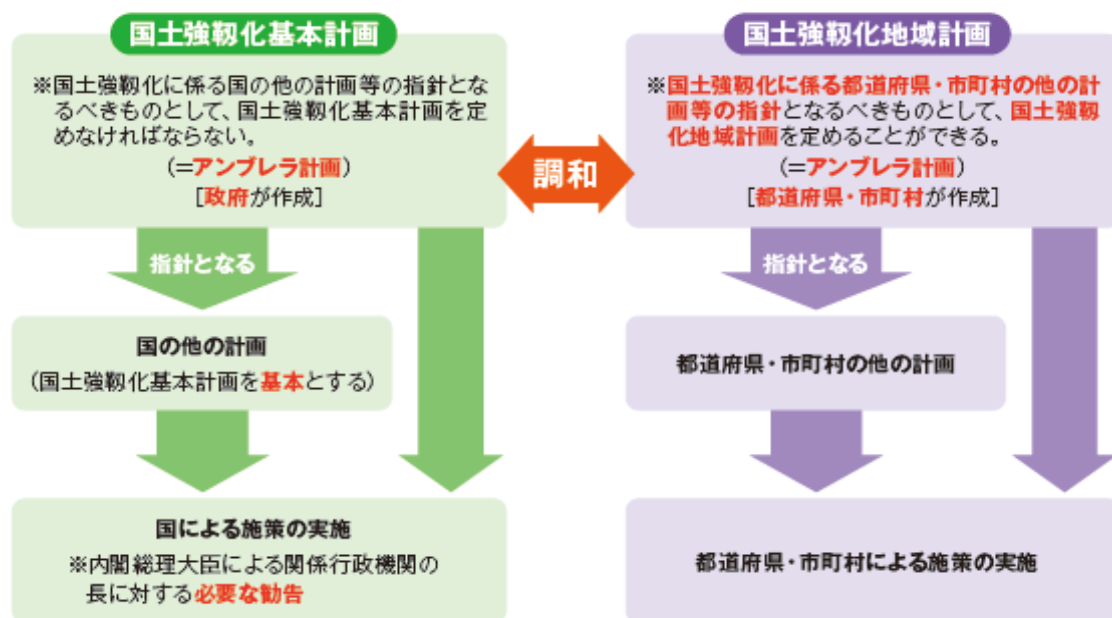 国土強靱化基本計画
※国土強靱化に係る国の他の計画等の指針とな
るべきものとして、国土強靱化基本計画を定
めなければならない。
(=アンブレラ計画)
[政府が作成]
指針となる
国の他の計画
(国土強靱化基本計画を基本とする)
国による施策の実施
※内閣総理大臣による関係行政機関の
長に対する必要な勧告
調和
国土強靱化地域計画
※国土強靱化に係る都道府県・市町村の他の計
画等の指針となるべきものとして、国土強靱
化地域計画を定めることができる。
(=アンブレラ計画)
[都道府県・市町村が作成]
指針となる
都道府県・市町村の他の計画
都道府県・市町村による施策の実施